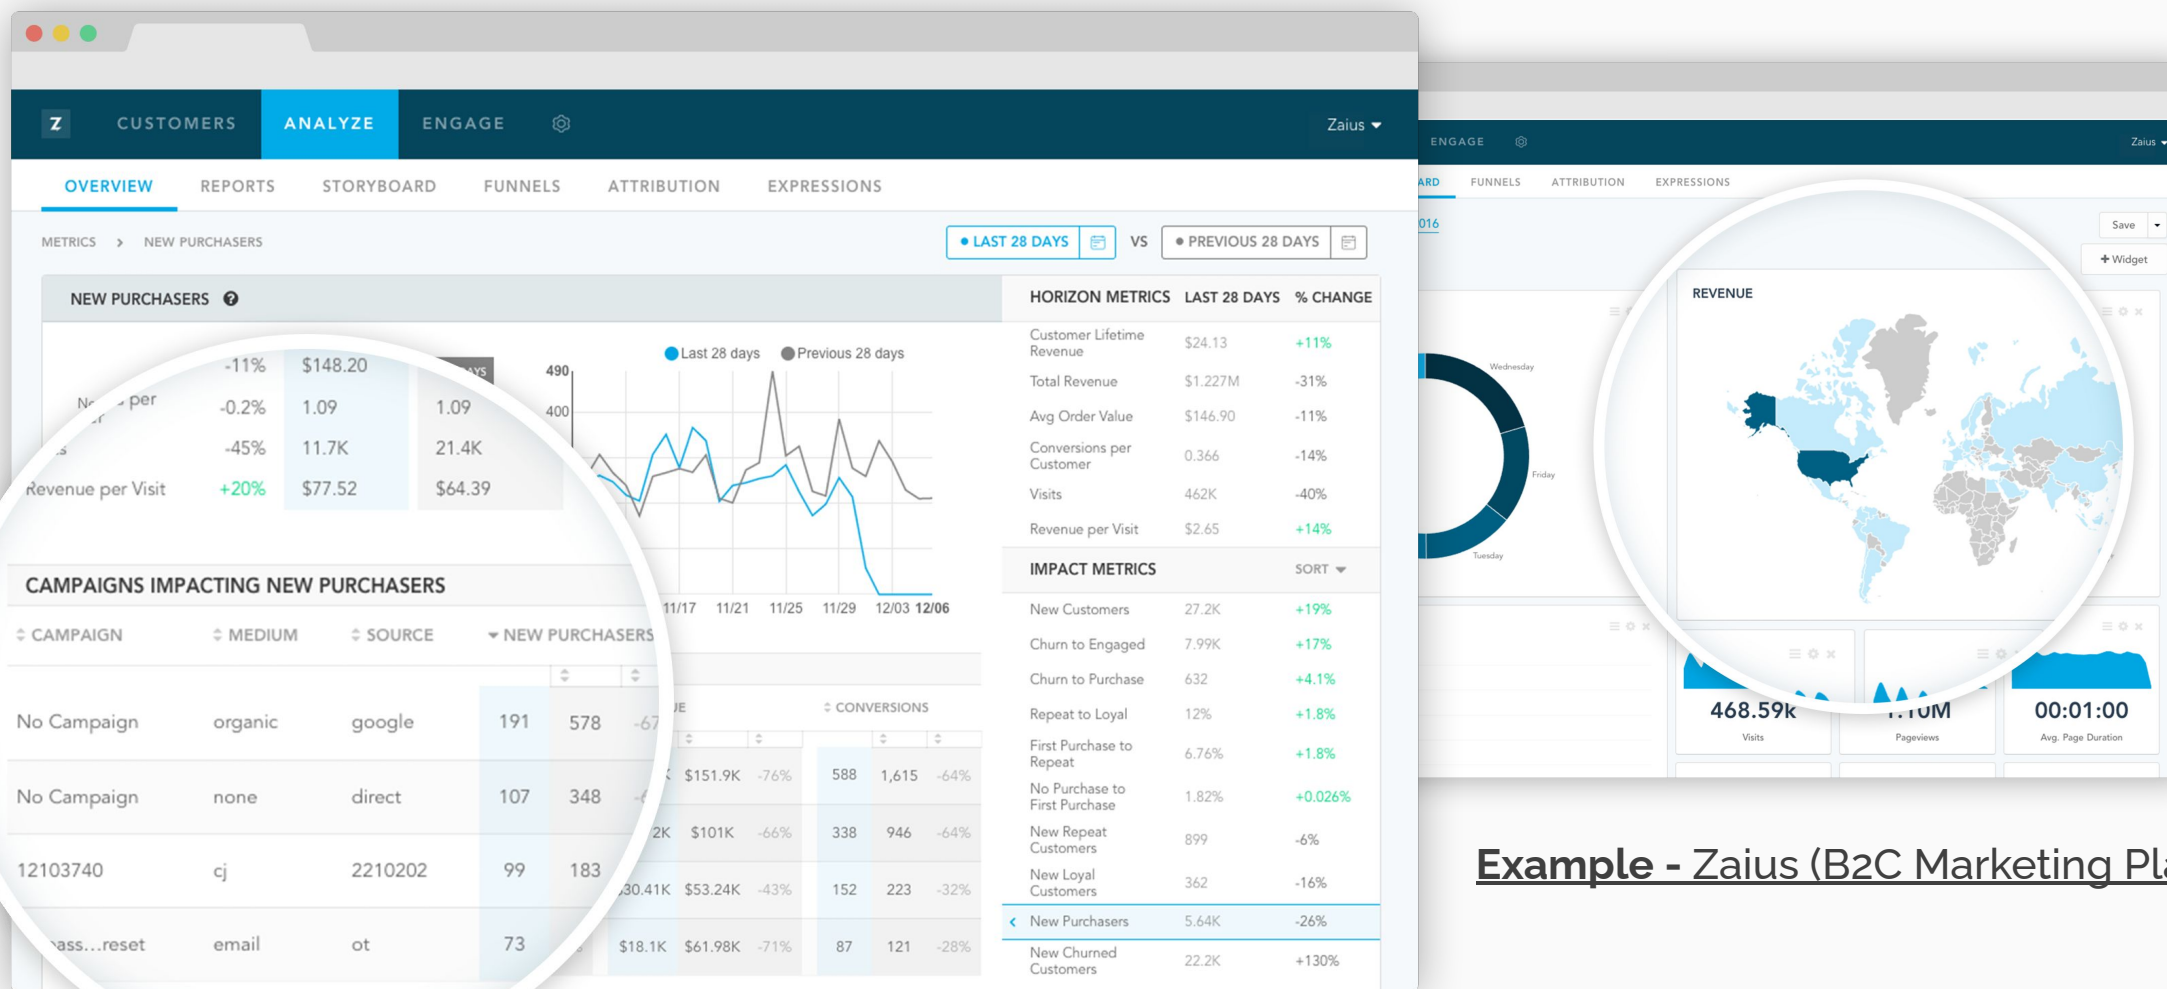 Z CUSTOMERS ANALYZE ENGAGE Zaius
OVERVIEW REPORTS STORYBOARD FUNNELS ATTRIBUTION EXPRESSIONS
METRICS > NEW PURCHASERS
• LAST 28 DAYS VS • PREVIOUS 28 DAYS
NEW PURCHASERS ?
-11% $148.20
per -0.2% 1.09 1.09
-45% 11.7K 21.4K
Revenue per Visit +20% $77.52 $64.39
Last 28 days Previous 28 days
490
400
11/17 11/21 11/25 11/29 12/03 12/06
CAMPAIGNS IMPACTING NEW PURCHASERS
CAMPAIGN MEDIUM SOURCE NEW PURCHASERS
CONVERSIONS
No Campaign organic google 191 578
$151.9K -76% 588 1,615 -64%
No Campaign none direct 107 348
$101K -66% 338 946 -64%
12103740 cj 2210202 99 183
$53.24K -43% 152 223 -32%
reset email ot 73
$18.1K $61.98K -71% 87 121 -28%
HORIZON METRICS LAST 28 DAYS % CHANGE
Customer Lifetime
Revenue $24.13 +11%
Total Revenue $1.227M -31%
Avg Order Value $146.90 -11%
Conversions per
Customer 0.366 -14%
Visits 462K -40%
Revenue per Visit $2.65 +14%
IMPACT METRICS SORT
New Customers 27.2K +19%
Churn to Engaged 7.99K +17%
Churn to Purchase 632 +4.1%
Repeat to Loyal 12% +1.8%
First Purchase to
Repeat 6.76% +1.8%
No Purchase to
First Purchase 1.82% +0.026%
New Repeat
Customers 899 -6%
New Loyal
Customers 362 -16%
< New Purchasers 5.64K -26%
New Churned
Customers 22.2K +130%
ENGAGE Zaius
ARD FUNNELS ATTRIBUTION EXPRESSIONS
016
Save
+ Widget
Wednesday
Friday
Tuesday
REVENUE
468.59k
Visits
1.10M
Pageviews
00:01:00
Avg. Page Duration
Example - Zaius (B2C Marketing Pla